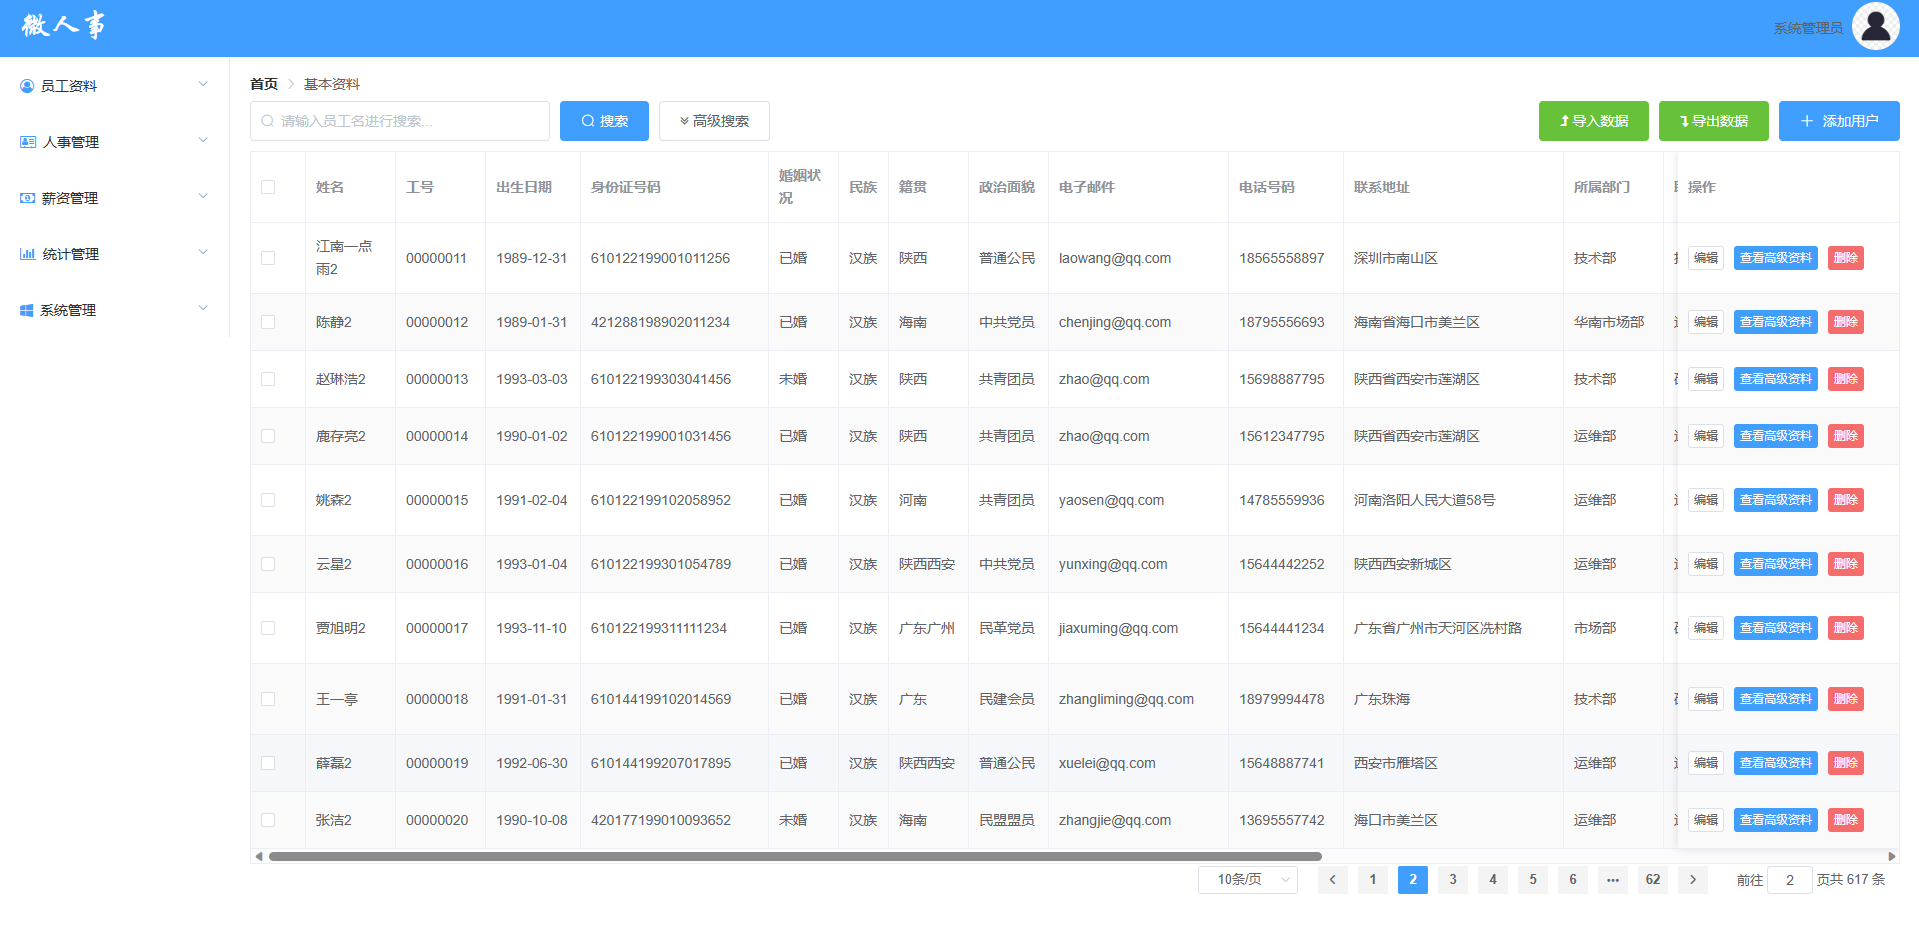 微人事
系统管理员
员工资料
人事管理
薪资管理
统计管理
系统管理
首页 基本资料
请输入员工名进行搜索...
搜索
高级搜索
导入数据
导出数据
添加用户
姓名 工号 出生日期 身份证号码 婚姻状况 民族 籍贯 政治面貌 电子邮件 电话号码 联系地址 所属部门 操作
江南一点雨2 00000011 1989-12-31 610122199001011256 已婚 汉族 陕西 普通公民 laowang@qq.com 18565558897 深圳市南山区 技术部 编辑 查看高级资料 删除
陈静2 00000012 1989-01-31 421288198902011234 已婚 汉族 海南 中共党员 chenjing@qq.com 18795556693 海南省海口市美兰区 华南市场部 编辑 查看高级资料 删除
赵琳浩2 00000013 1993-03-03 610122199303041456 未婚 汉族 陕西 共青团员 zhao@qq.com 15698887795 陕西省西安市莲湖区 技术部 编辑 查看高级资料 删除
鹿存亮2 00000014 1990-01-02 610122199001031456 已婚 汉族 陕西 共青团员 zhao@qq.com 15612347795 陕西省西安市莲湖区 运维部 编辑 查看高级资料 删除
姚森2 00000015 1991-02-04 610122199102058952 已婚 汉族 河南 共青团员 yaosen@qq.com 14785559936 河南洛阳人民大道58号 运维部 编辑 查看高级资料 删除
云星2 00000016 1993-01-04 610122199301054789 已婚 汉族 陕西西安 中共党员 yunxing@qq.com 15644442252 陕西西安新城区 运维部 编辑 查看高级资料 删除
贾旭明2 00000017 1993-11-10 610122199311111234 已婚 汉族 广东广州 民革党员 jiaxuming@qq.com 15644441234 广东省广州市天河区冼村路 市场部 编辑 查看高级资料 删除
王一亭 00000018 1991-01-31 610144199102014569 已婚 汉族 广东 民建会员 zhangliming@qq.com 18979994478 广东珠海 技术部 编辑 查看高级资料 删除
薛磊2 00000019 1992-06-30 610144199207017895 已婚 汉族 陕西西安 普通公民 xuelei@qq.com 15648887741 西安市雁塔区 运维部 编辑 查看高级资料 删除
张洁2 00000020 1990-10-08 420177199010093652 未婚 汉族 海南 民盟盟员 zhangjie@qq.com 13695557742 海口市美兰区 运维部 编辑 查看高级资料 删除
10条/页 1 2 3 4 5 6 ... 62 前往 2 页共 617 条